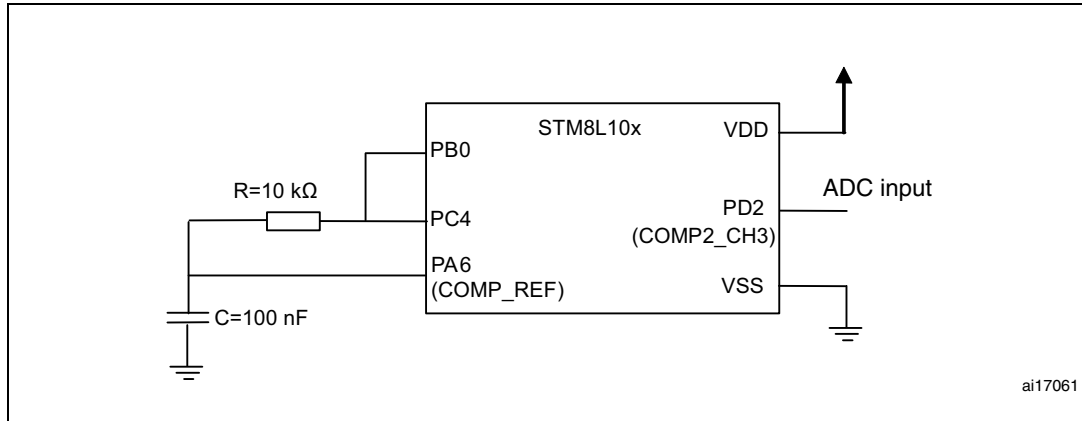 STM8L10x
VDD
PB0
R=10 kΩ
ADC input
PC4
PD2
(COMP2_CH3)
PA6
(COMP_REF)
VSS
C=100 nF
ai17061